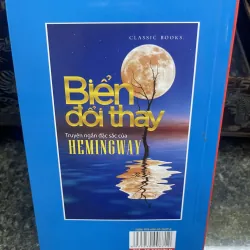 CLASSIC BOOKS
Biển
đổi thay
Truyện ngắn đặc sắc của
HEMINGWAY